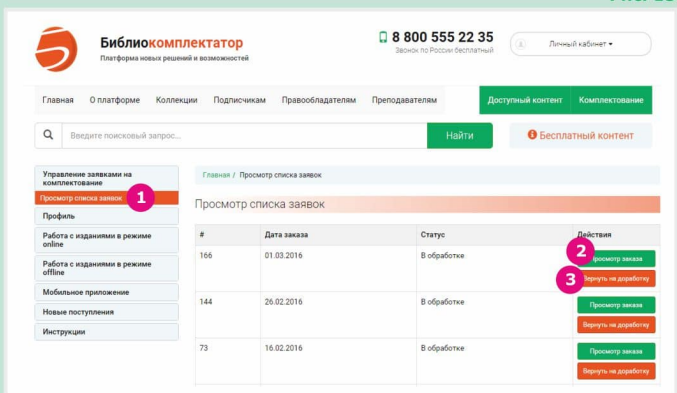 Библиокомплектатор
Платформа новых решений и возможностей
8 800 555 22 35
Звонок по России бесплатный
Личный кабинет
Главная О платформе Коллекции Подписчикам Правообладателям Преподавателям Доступный контент Комплектование
Введите поисковый запрос... Найти Бесплатный контент
Управление заявками на
комплектование
Просмотр списка заявок 1
Профиль
Работа с изданиями в режиме
online
Работа с изданиями в режиме
offline
Мобильное приложение
Новые поступления
Инструкции
Главная / Просмотр списка заявок
Просмотр списка заявок
# Дата заказа Статус Действия
166 01.03.2016 В обработке 2 Просмотр заказа
3 Вернуть на доработку
144 26.02.2016 В обработке Просмотр заказа
Вернуть на доработку
73 16.02.2016 В обработке Просмотр заказа
Вернуть на доработку